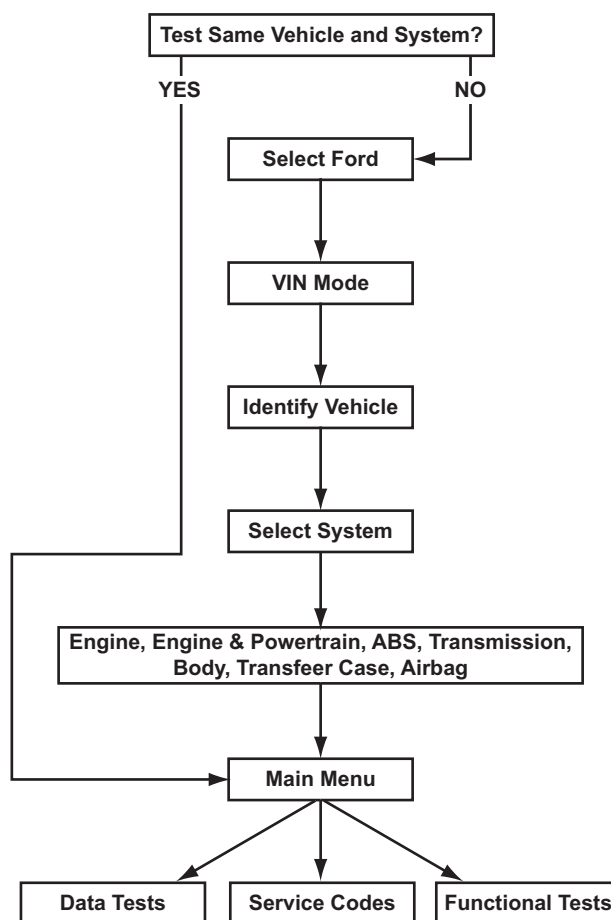 Test Same Vehicle and System?
YES
NO
Select Ford
VIN Mode
Identify Vehicle
Select System
Engine, Engine & Powertrain, ABS, Transmission,
Body, Transfeer Case, Airbag
Main Menu
Data Tests
Service Codes
Functional Tests